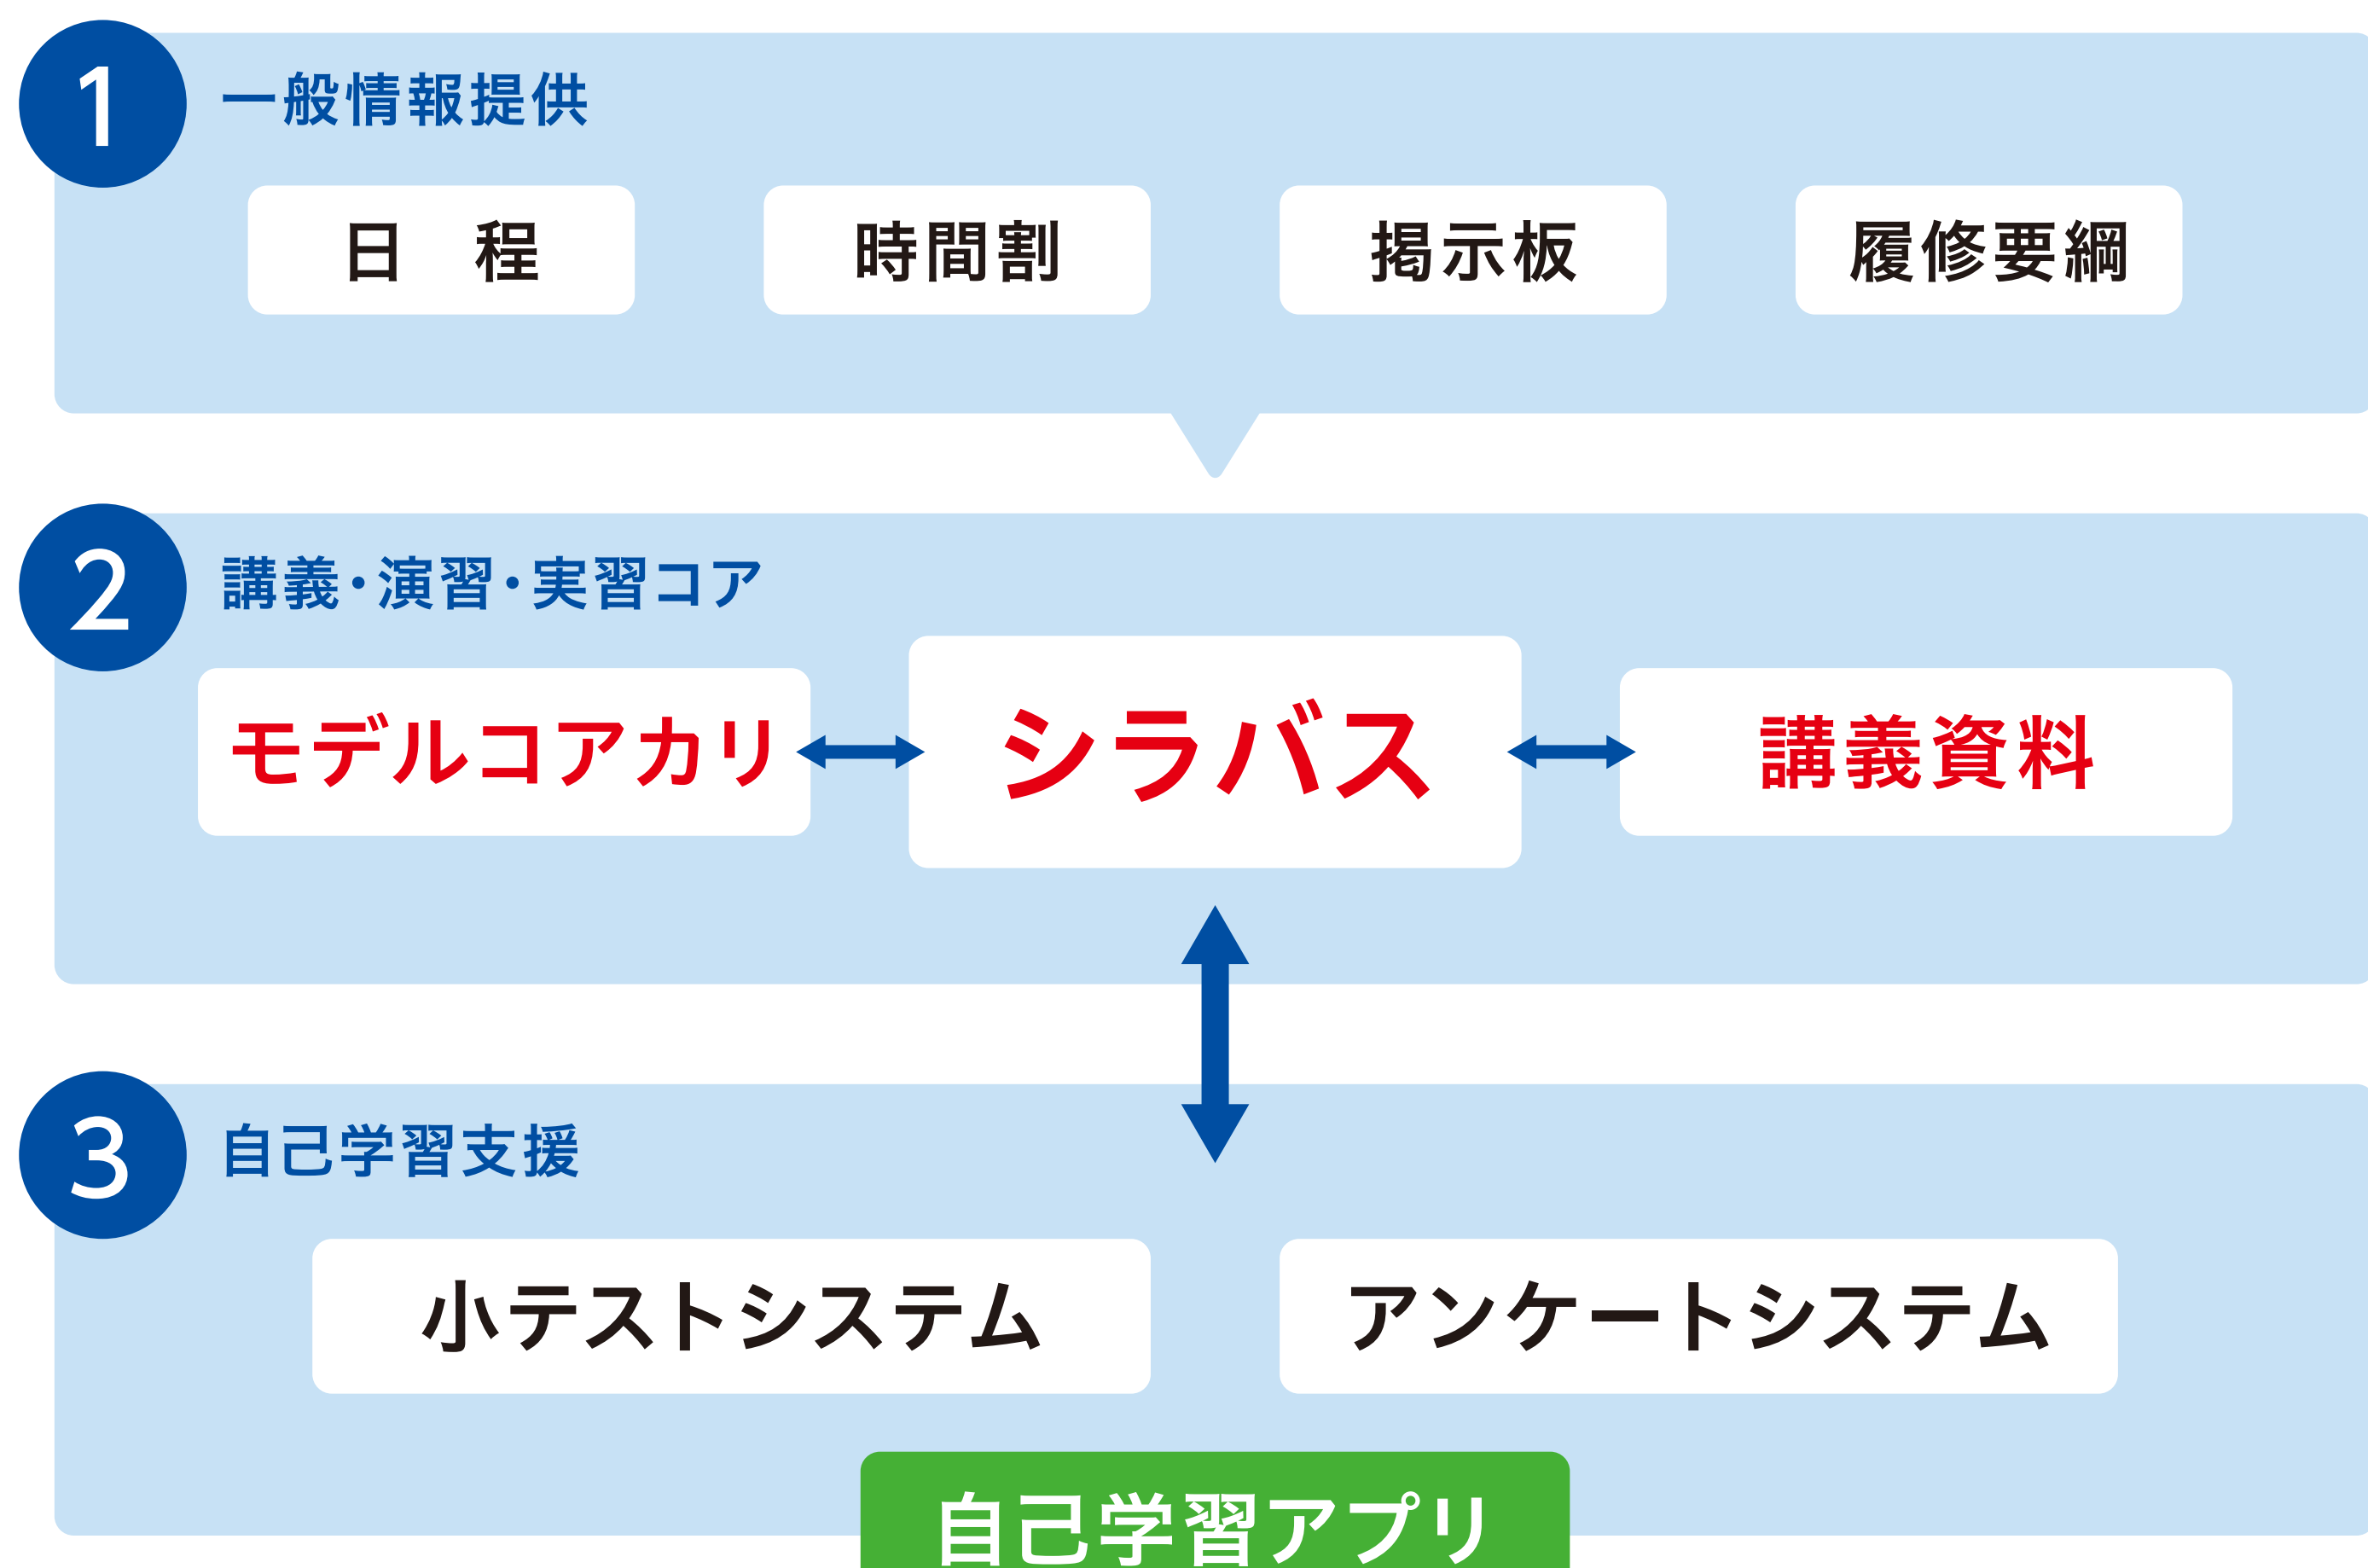 1
一般情報提供
日　程
時間割
掲示板
履修要綱
2
講義・演習・実習コア
モデルコアカリ
シラバス
講義資料
3
自己学習支援
小テストシステム
アンケートシステム
自己学習アプリ